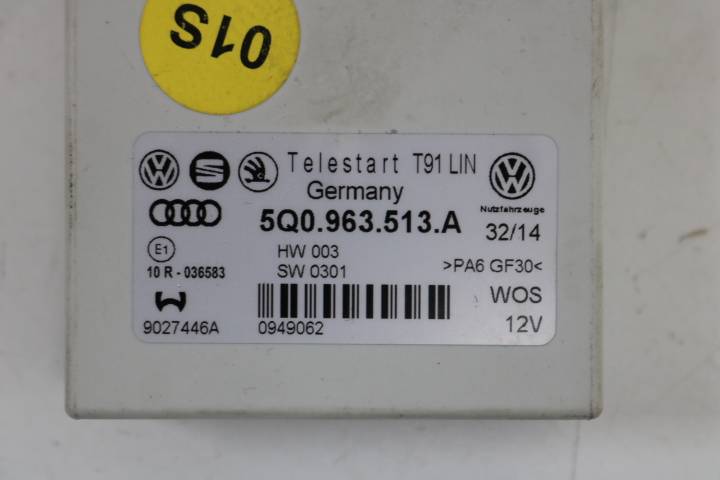 01S
Telestart T91 LIN
Germany
Nutzfahrzeuge
5Q0.963.513.A
32/14
E1
HW 003
10 R - 036583
SW 0301
>PA6 GF30<
WOS
9027446A
0949062
12V